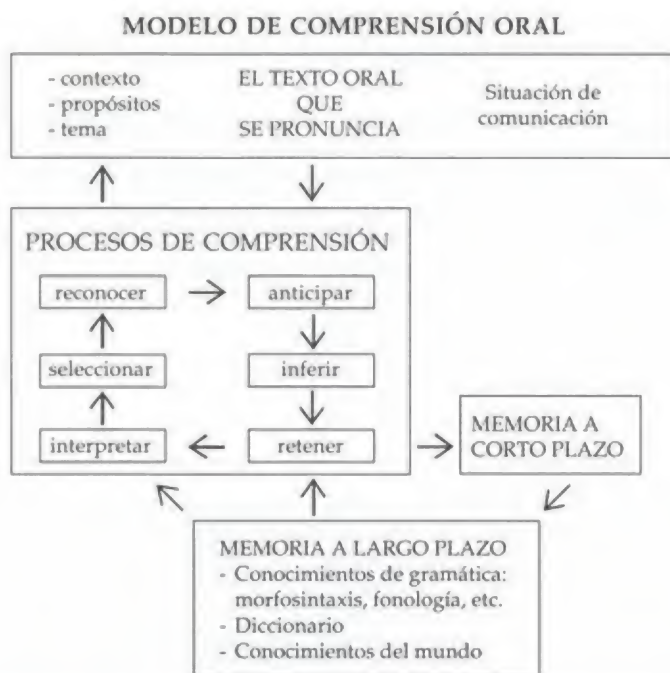 MODELO DE COMPRENSIÓN ORAL
- contexto
- propósitos
- tema
EL TEXTO ORAL
QUE
SE PRONUNCIA
Situación de
comunicación
PROCESOS DE COMPRENSIÓN
reconocer
anticipar
seleccionar
inferir
interpretar
retener
MEMORIA A
CORTO PLAZO
MEMORIA A LARGO PLAZO
- Conocimientos de gramática:
morfosintaxis, fonología, etc.
- Diccionario
- Conocimientos del mundo